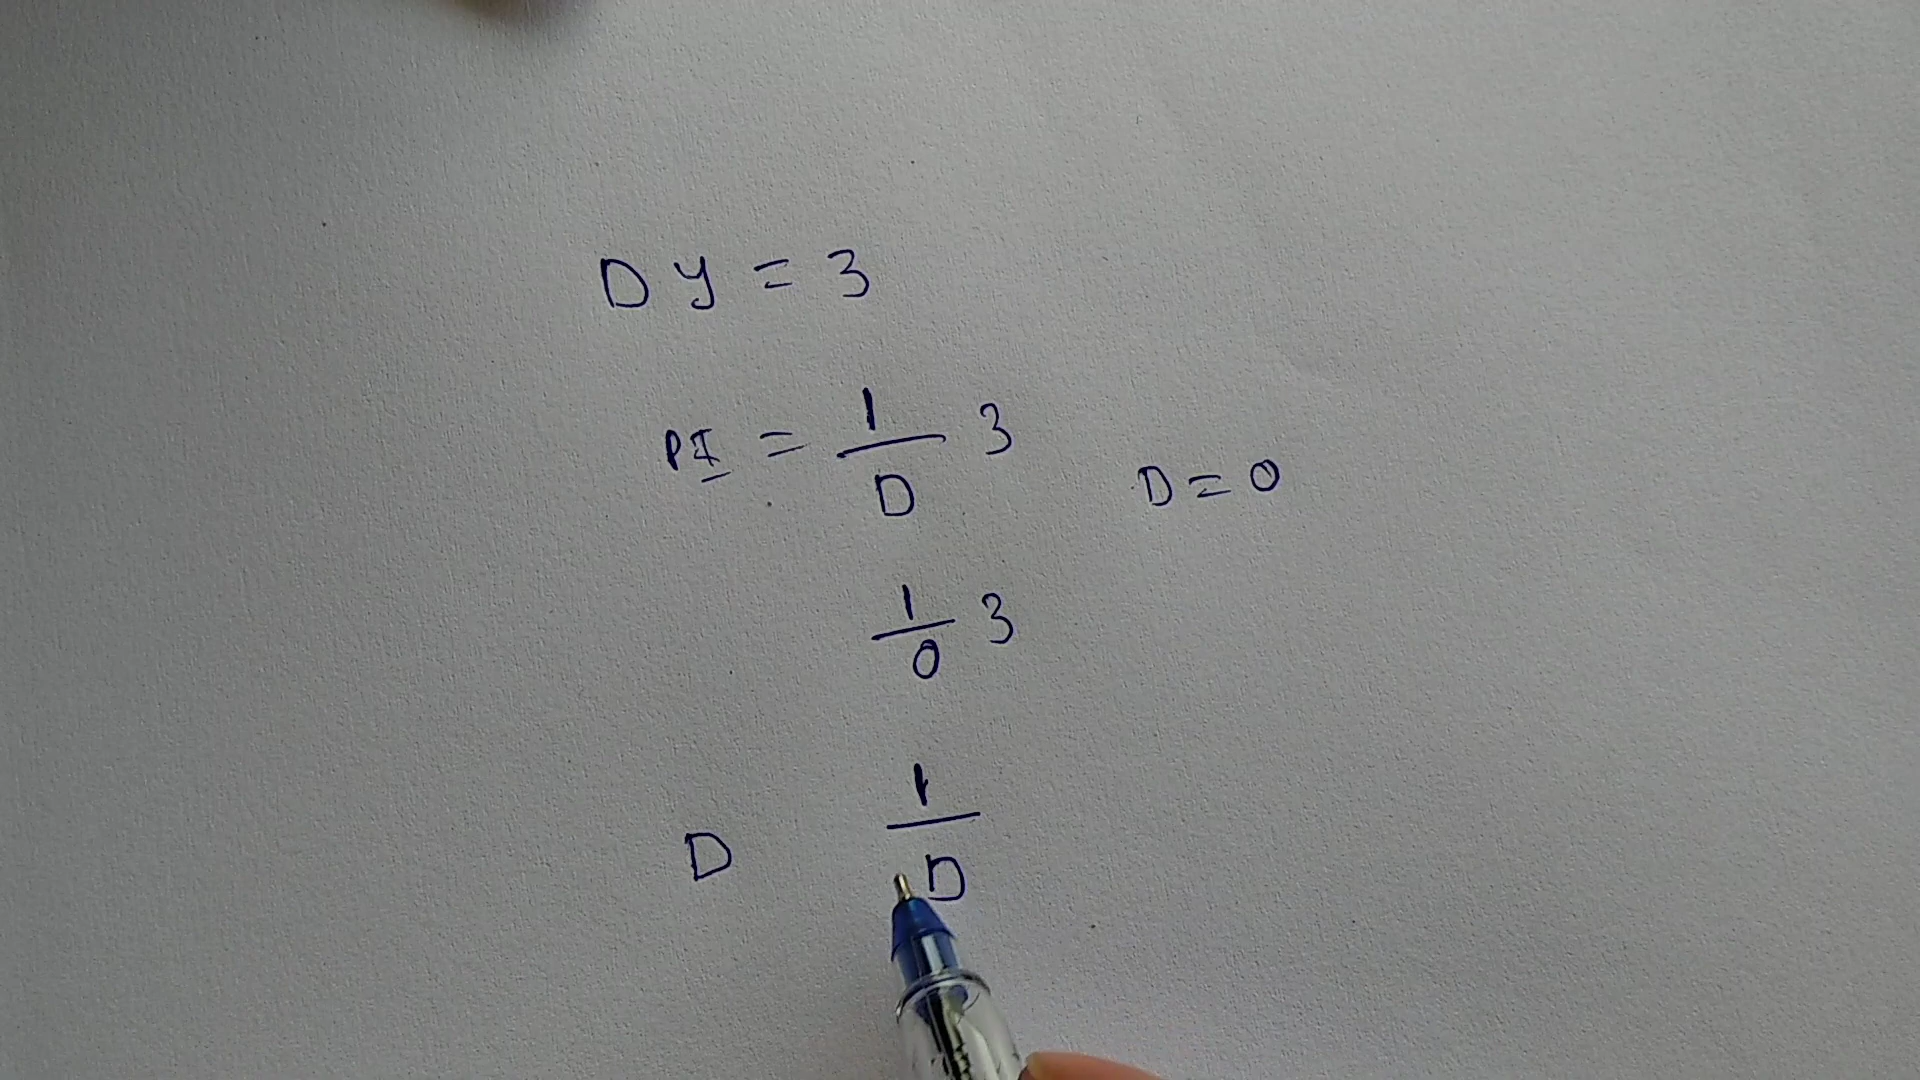 D y = 3
PI = 1/D 3
D = 0
1/0 3
D 1/D